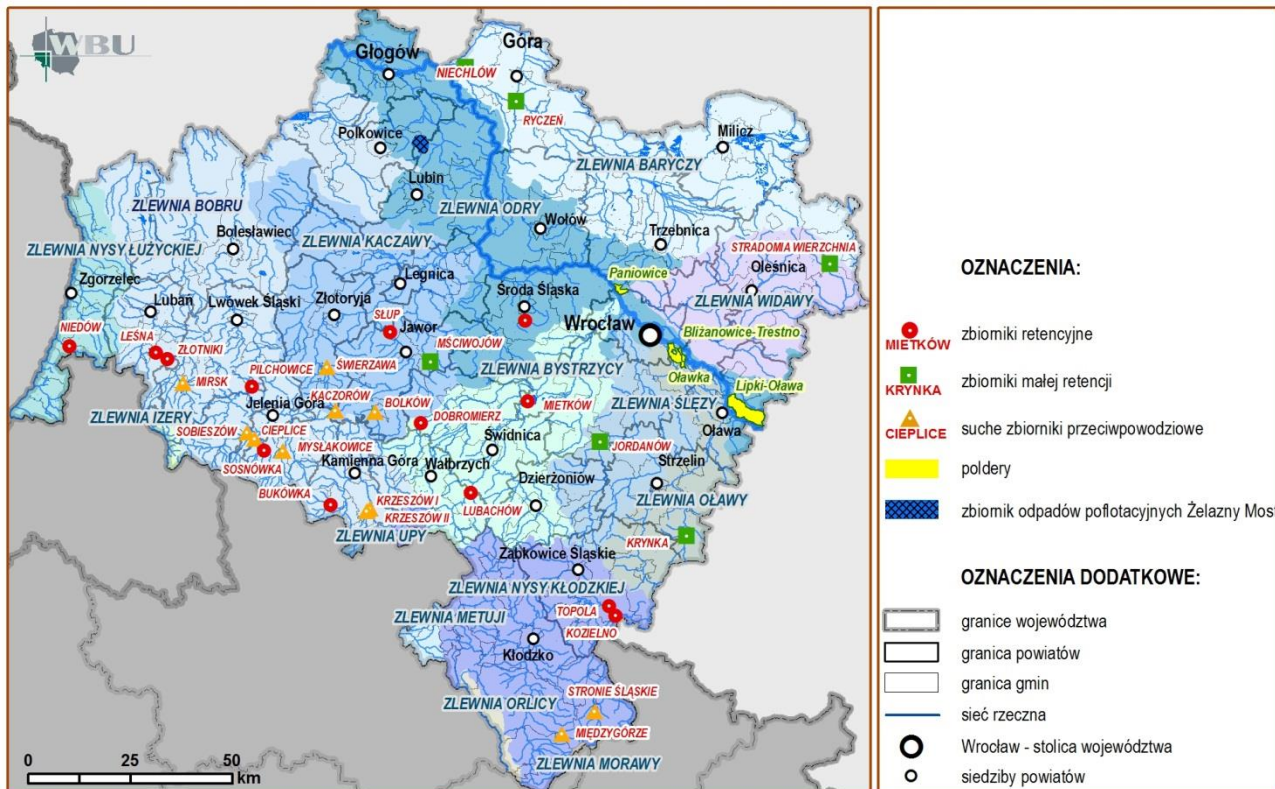 WBU
Głogów
Góra
NIECHLÓW
RYCZEŃ
Polkowice
Milicz
ZLEWNIA BARYCZY
Lubin
ZLEWNIA BOBRU
ZLEWNIA ODRY
Wołów
ZLEWNIA KACZAWY
Trzebnica
ZLEWNIA NYSY ŁUŻYCKIEJ
Bolesławiec
STRADOMIA WIERZCHNIA
Oleśnica
Zgorzelec
Legnica
Paniowice
ZLEWNIA WIDAWY
Lubań
Lwówek Śląski
Złotoryja
Środa Śląska
SŁUP
Jawor
Wrocław
NIEDÓW
LEŚNA
ZŁOTNIKI
MŚCIWOJÓW
Bliżanowice-Trestno
PILCHOWICE
ŚWIERZAWA
ZLEWNIA BYSTRZYCY
Oławka
MIRSK
KACZORÓW
BOLKÓW
Lipki-Oława
ZLEWNIA IZERY
Jelenia Góra
DOBROMIERZ
MIETKÓW
ZLEWNIA ŚLĘZY
Oława
SOBIESZÓW
CIEPLICE
MYSŁAKOWICE
Świdnica
JORDANÓW
SOSNÓWKA
Kamienna Góra
Wałbrzych
Strzelin
BUKÓWKA
KRZESZÓW I
KRZESZÓW II
LUBACHÓW
Dzierżoniów
ZLEWNIA OŁAWY
ZLEWNIA UPY
KRYNKA
Ząbkowice Śląskie
ZLEWNIA NYSY KŁODZKIEJ
ZLEWNIA METUJI
TOPOLA
KOZIELNO
Kłodzko
ZLEWNIA ORLICY
STRONIE ŚLĄSKIE
MIĘDZYGÓRZE
ZLEWNIA MORAWY
0 25 50
km
OZNACZENIA:
MIETKÓW
zbiorniki retencyjne
KRYNKA
zbiorniki małej retencji
CIEPLICE
suche zbiorniki przeciwpowodziowe
poldery
zbiornik odpadów poflotacyjnych Żelazny Most
OZNACZENIA DODATKOWE:
granice województwa
granica powiatów
granica gmin
sieć rzeczna
Wrocław - stolica województwa
siedziby powiatów